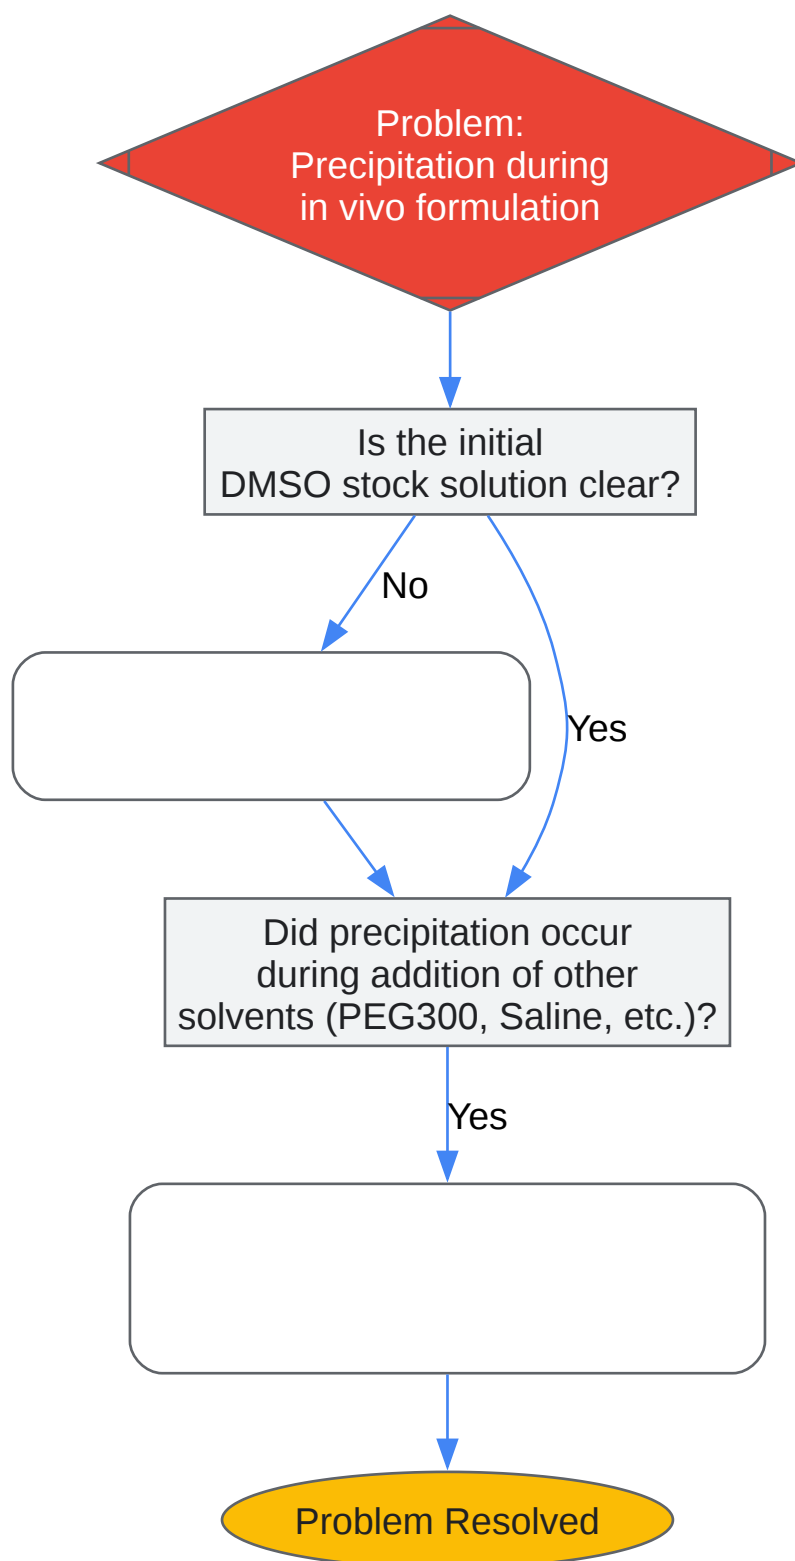 Problem:
Precipitation during
in vivo formulation
Is the initial
DMSO stock solution clear?
No
Yes
Did precipitation occur
during addition of other
solvents (PEG300, Saline, etc.)?
Yes
Problem Resolved